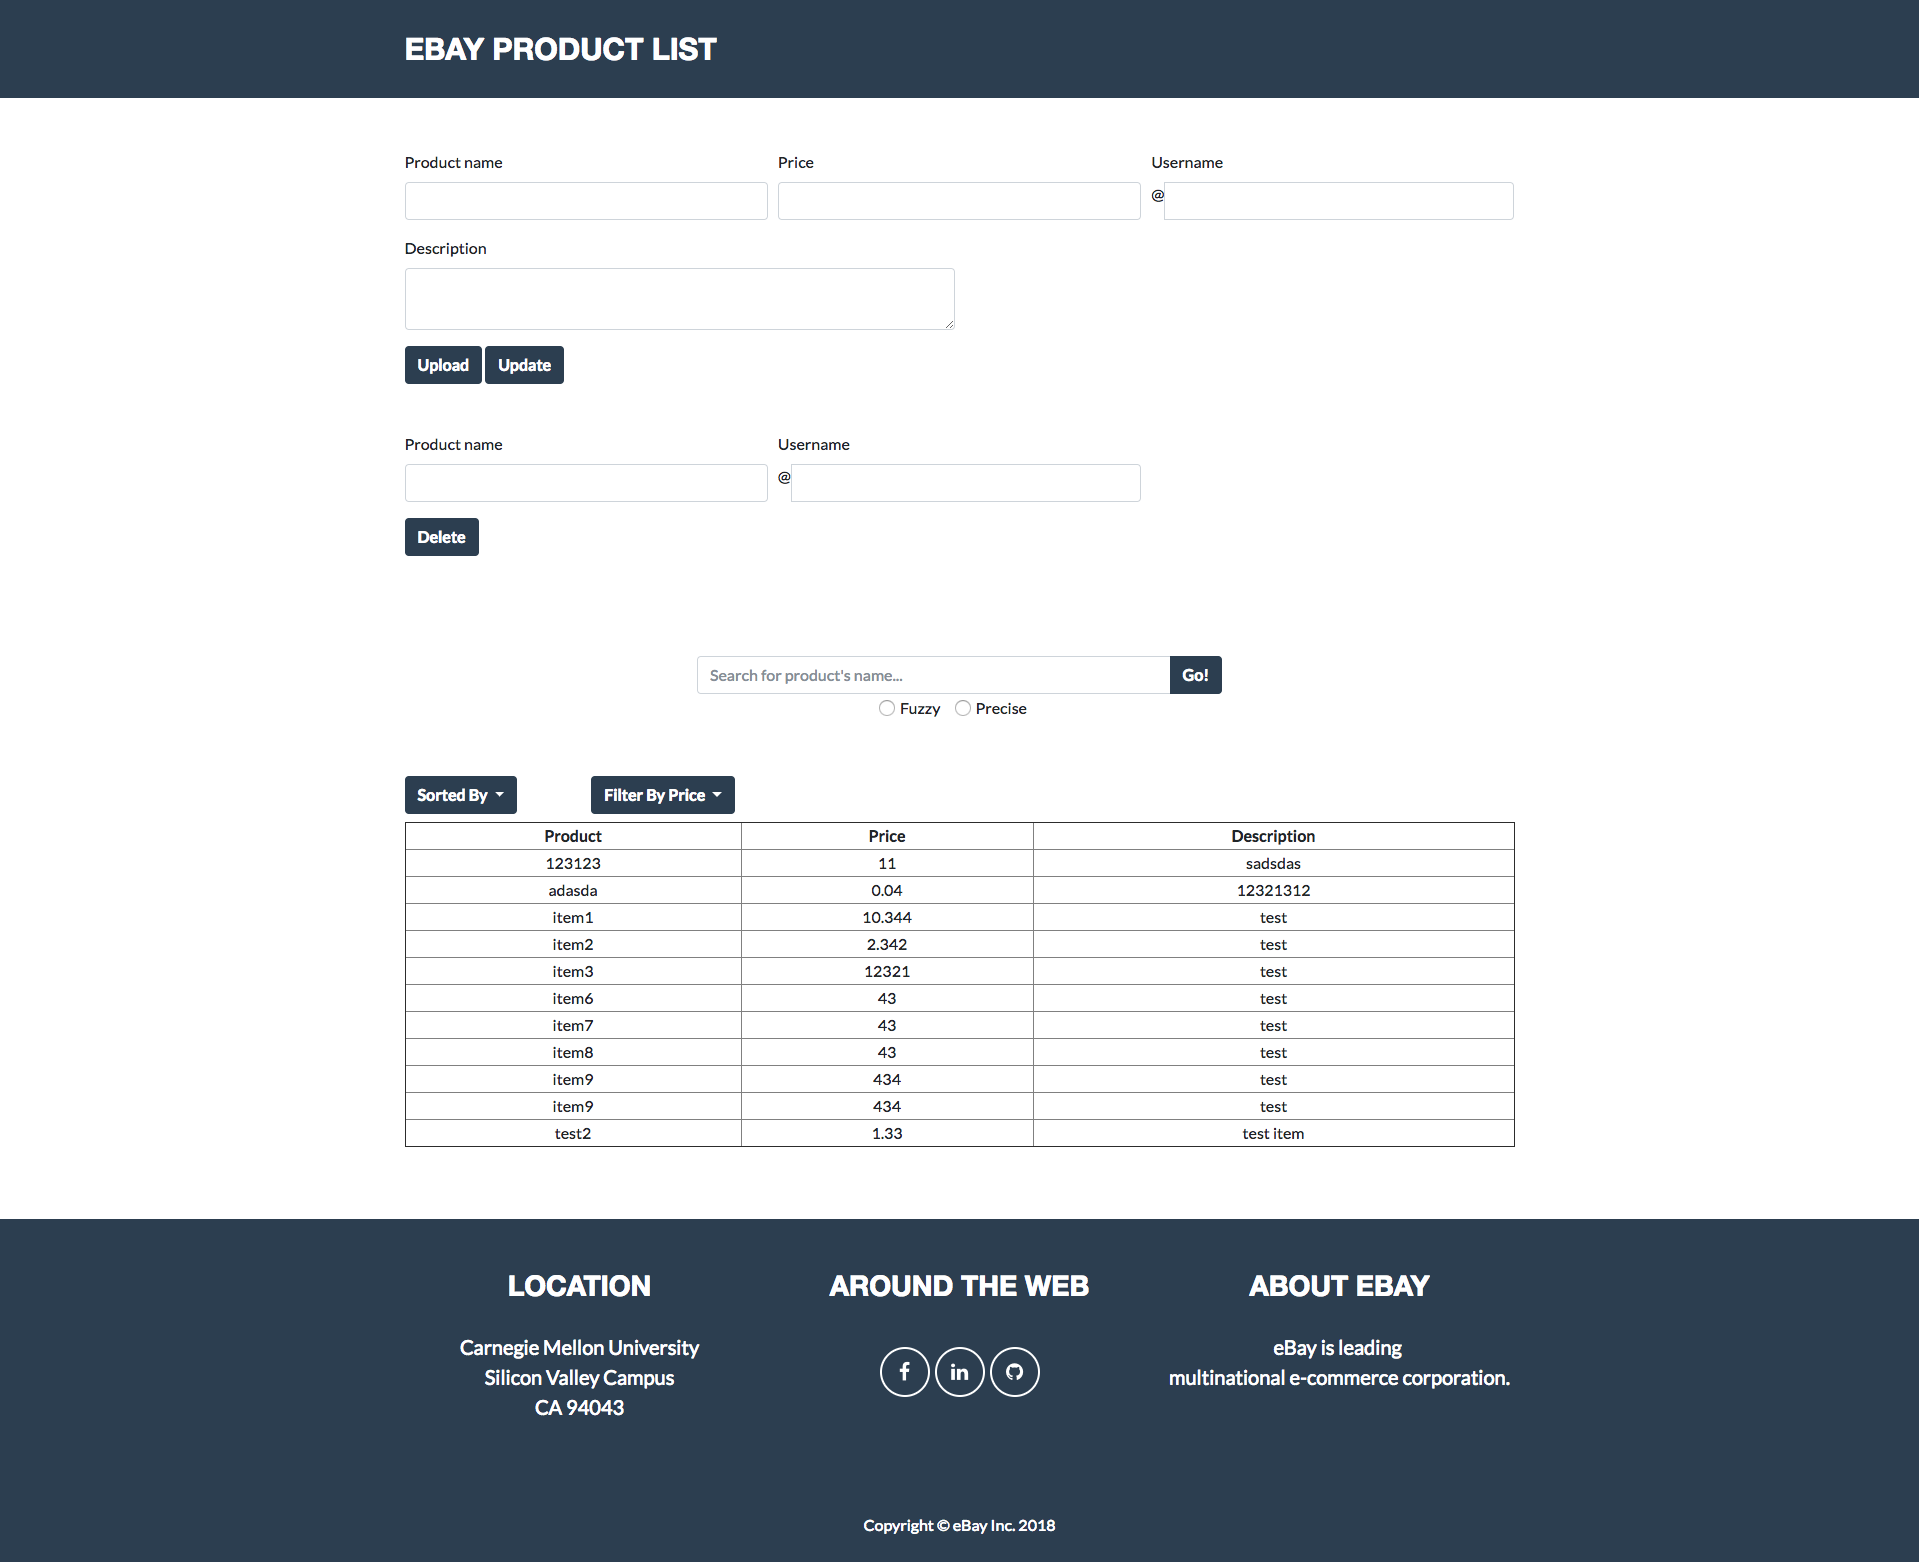 EBAY PRODUCT LIST
Product name Price Username
@
Description
Upload Update
Product name Username
@
Delete
Search for product's name... Go!
Fuzzy Precise
Sorted By Filter By Price
Product Price Description
123123 11 sadsdas
adasda 0.04 12321312
item1 10.344 test
item2 2.342 test
item3 12321 test
item6 43 test
item7 43 test
item8 43 test
item9 434 test
item9 434 test
test2 1.33 test item
LOCATION
Carnegie Mellon University
Silicon Valley Campus
CA 94043
AROUND THE WEB
ABOUT EBAY
eBay is leading
multinational e-commerce corporation.
Copyright © eBay Inc. 2018